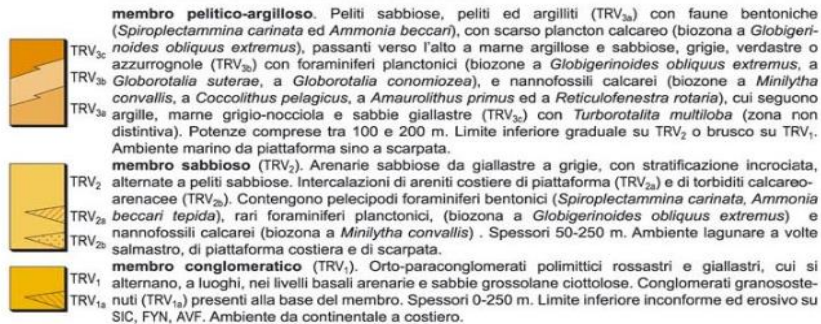 membro pelitico-argilloso. Peliti sabbiose, peliti ed argilliti (TRV3a) con faune bentoniche
(Spiroplectammina carinata ed Ammonia beccari), con scarso plancton calcareo (biozona a Globigeri-
noides obliquus extremus), passanti verso l'alto a marne argillose e sabbiose, grigie, verdastre o
TRV3c
azzurrognole (TRV3b) con foraminiferi planctonici (biozone a Globigerinoides obliquus extremus, a
TRV3b
Globorotalia suterae, a Globorotalia conomiozea), e nannofossili calcarei (biozone a Minilytha
convallis, a Coccolithus pelagicus, a Amaurolithus primus ed a Reticulofenestra rotaria), cui seguono
TRV3a
argille, marne grigio-nocciola e sabbie giallastre (TRV3c) con Turborotalita multiloba (zona non
distintiva). Potenze comprese tra 100 e 200 m. Limite inferiore graduale su TRV2 o brusco su TRV1.
Ambiente marino da piattaforma sino a scarpata.
membro sabbioso (TRV2). Arenarie sabbiose da giallastre a grigie, con stratificazione incrociata,
TRV2
alternate a peliti sabbiose. Intercalazioni di areniti costiere di piattaforma (TRV2a) e di torbiditi calcareo-
arenacee (TRV2b). Contengono pelecipodi foraminiferi bentonici (Spiroplectammina carinata, Ammonia
TRV2a
beccari tepida), rari foraminiferi planctonici, (biozona a Globigerinoides obliquus extremus) e
TRV2b
nannofossili calcarei (biozona a Minilytha convallis) . Spessori 50-250 m. Ambiente lagunare a volte
salmastro, di piattaforma costiera e di scarpata.
membro conglomeratico (TRV1). Orto-paraconglomerati polimittici rossastri e giallastri, cui si
TRV1
alternano, a luoghi, nei livelli basali arenarie e sabbie grossolane ciottolose. Conglomerati granososte-
TRV1a
nuti (TRV1a) presenti alla base del membro. Spessori 0-250 m. Limite inferiore inconforme ed erosivo su
SIC, FYN, AVF. Ambiente da continentale a costiero.